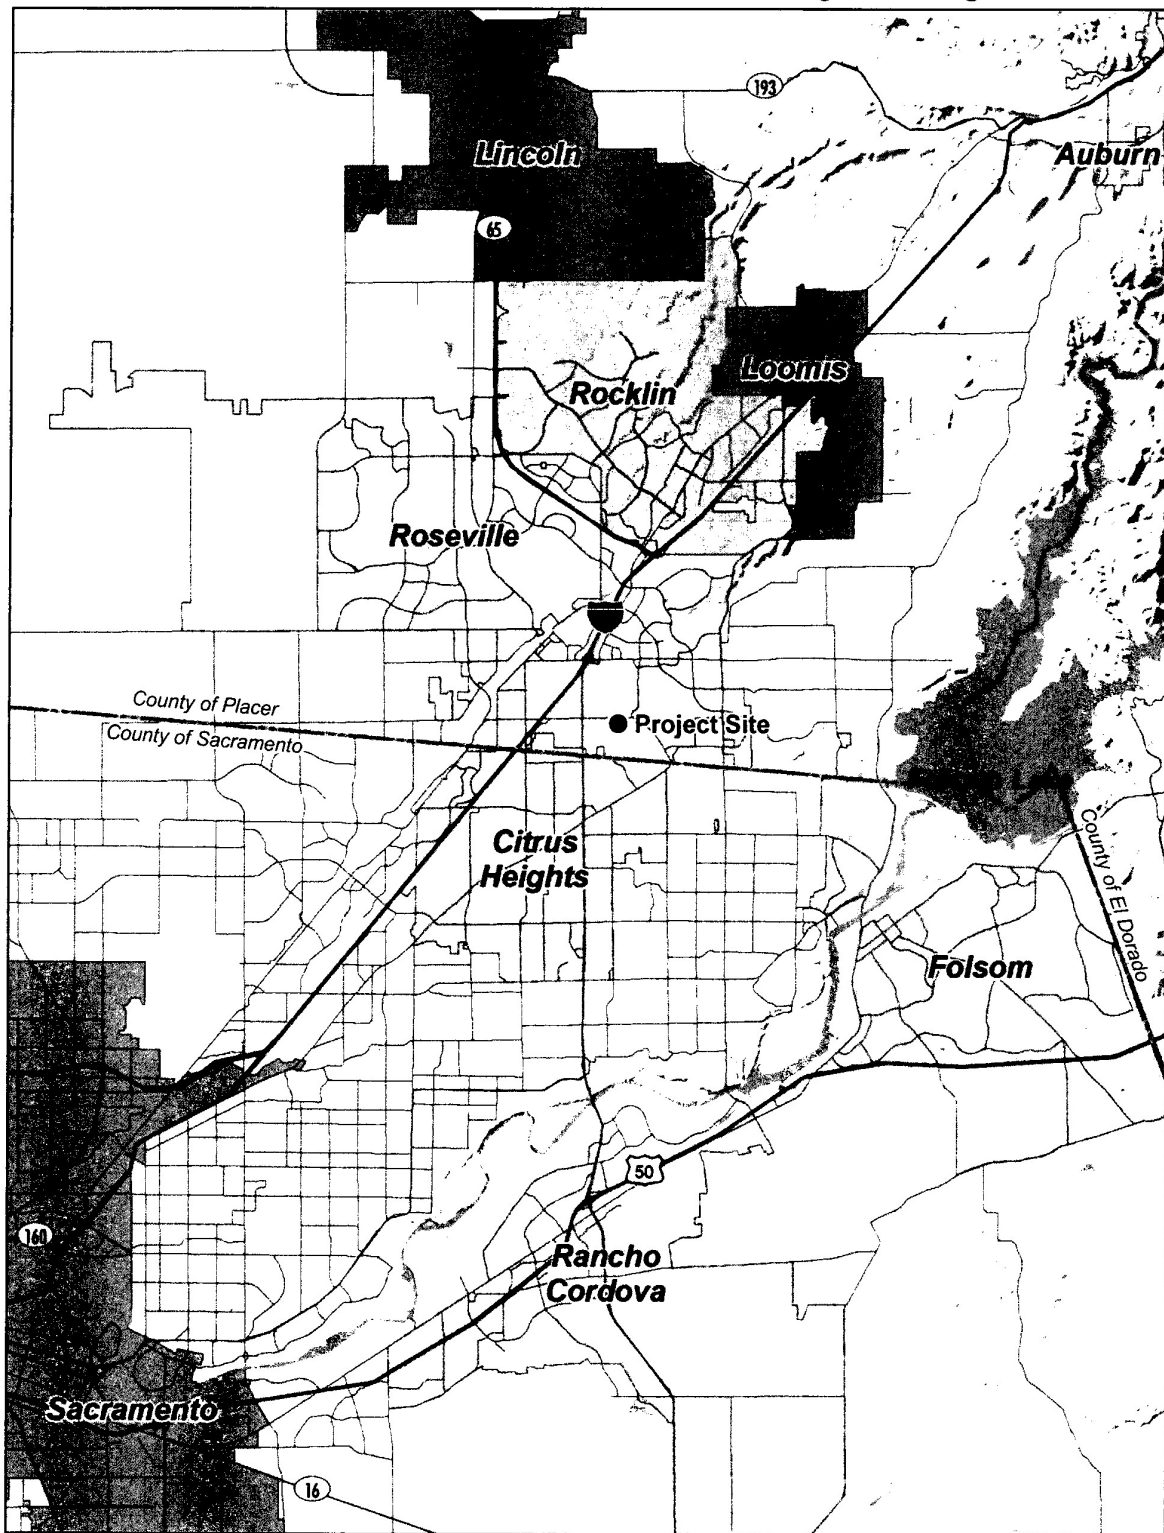 193
Lincoln
Auburn
65
Loomis
Rocklin
Roseville
County of Placer
County of Sacramento
Project Site
Citrus
Heights
County of El Dorado
Folsom
50
160
Rancho
Cordova
Sacramento
16